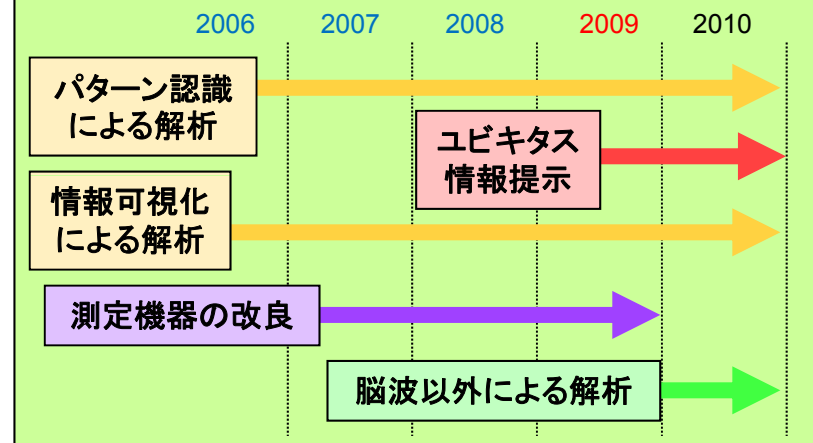 2006 2007 2008 2009 2010
パターン認識
による解析
ユビキタス
情報提示
情報可視化
による解析
測定機器の改良
脳波以外による解析